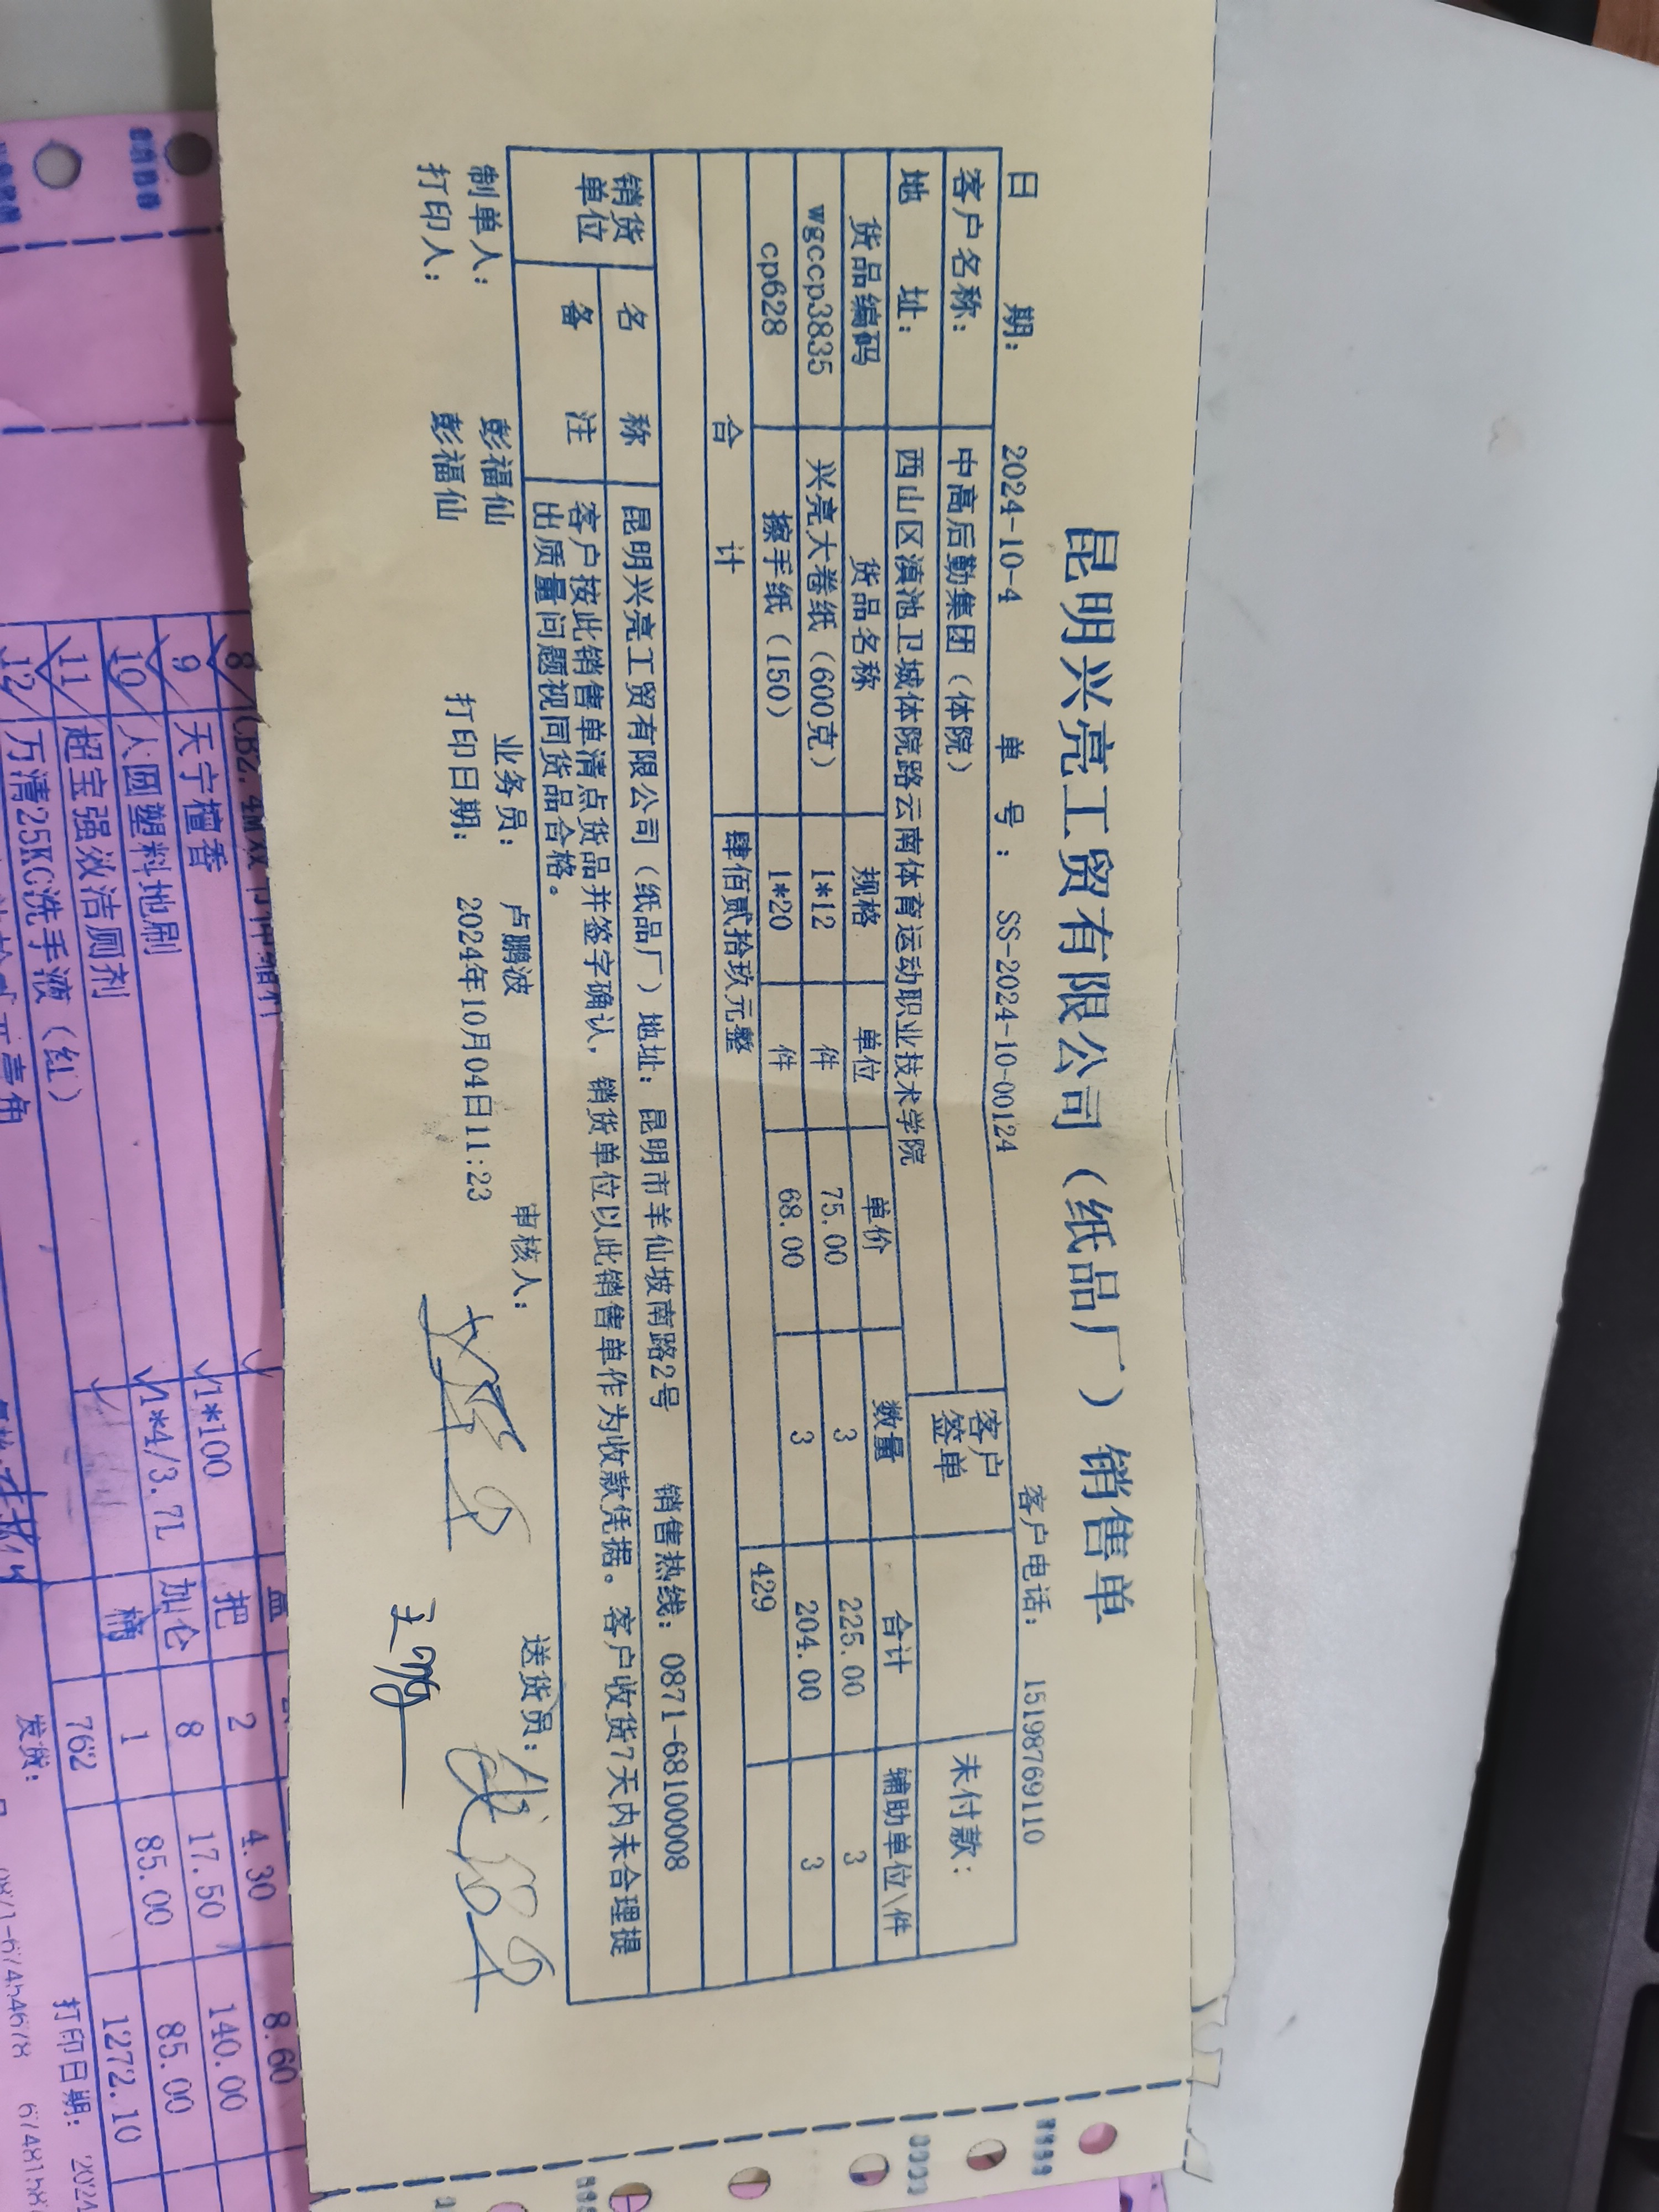 昆明兴亮工贸有限公司（纸品厂）销售单
日 期： 2024-10-4 单 号： SS-2024-10-00124 客户电话： 15198769110
客户名称： 中高后勤集团（体院） 客户签单 未付款：
地 址： 西山区滇池卫城体院路云南体育运动职业技术学院
货品编码 货品名称 规格 单位 单价 数量 合计 辅助单位\件
wgccp3835 兴亮大卷纸（600克） 1*12 件 75.00 3 225.00 3
cp628 擦手纸（150） 1*20 件 68.00 3 204.00 3
合 计 肆佰贰拾玖元整 429
销货单位 名 称 昆明兴亮工贸有限公司（纸品厂）地址：昆明市羊仙坡南路2号 销售热线：0871-68100008
备 注 客户按此销售单清点货品并签字确认，销货单位以此销售单作为收款凭据。客户收货7天内未合理提
出质量问题视同货品合格。
制单人： 彭福仙 业务员： 卢鹏波 审核人： 送货员：
打印人： 彭福仙 打印日期： 2024年10月04日11:23
8 8.60
9 天宁檀香 1*100 把 2 4.30
10 人圆塑料地刷 1*4/3.7L 加仑 8 17.50 140.00
11 超宝强效洁厕剂 桶 1 85.00 85.00
12 万清25KG洗手液（红） 762 1272.10
发货： 打印日期： 2024